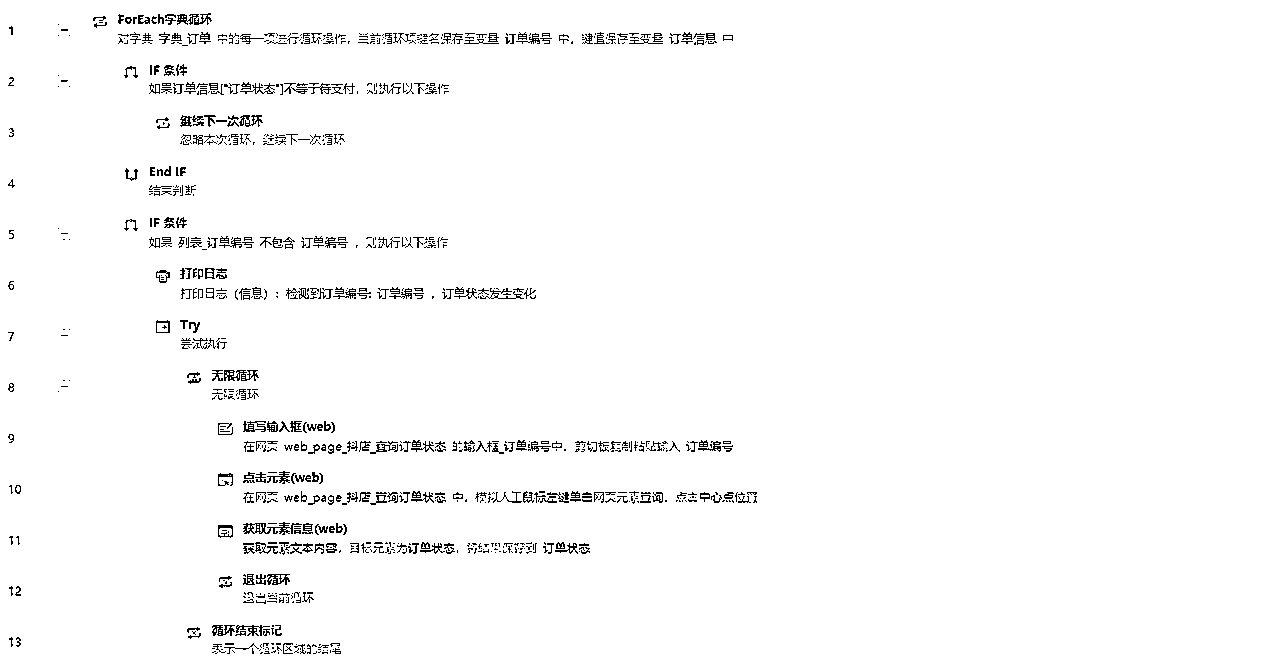 1
ForEach字典循环
对字典 字典_订单 中的每一项进行循环操作，当前循环项键名保存至变量 订单编号 中，键值保存至变量 订单信息 中
2
IF 条件
如果订单信息["订单状态"]不等于待支付，则执行以下操作
3
继续下一次循环
忽略本次循环，继续下一次循环
4
End IF
结束判断
5
IF 条件
如果 列表_订单编号 不包含 订单编号 ，则执行以下操作
6
打印日志
打印日志（信息）：检测到订单编号: 订单编号 ，订单状态发生变化
7
Try
尝试执行
8
无限循环
无限循环
9
填写输入框(web)
在网页 web_page_抖店_查询订单状态 的输入框_订单编号中，剪切板复制粘贴输入 订单编号
10
点击元素(web)
在网页 web_page_抖店_查询订单状态 中，模拟人工鼠标左键单击网页元素查询，点击中心点位置
11
获取元素信息(web)
获取元素文本内容，目标元素为订单状态，将结果保存到 订单状态
12
退出循环
退出当前循环
13
循环结束标记
表示一个循环区域的结尾